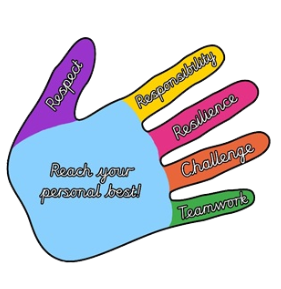 Respect
Responsibility
Resilience
Challenge
Teamwork
Reach your
personal best!